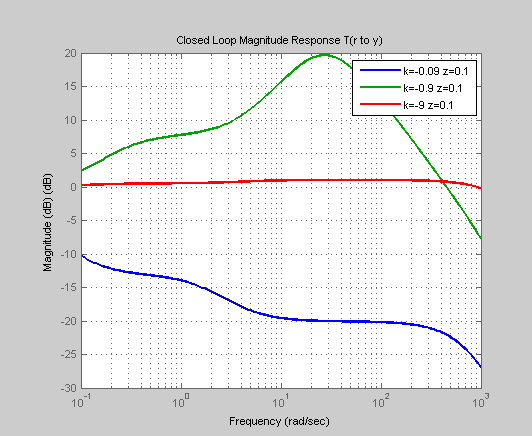 Closed Loop Magnitude Response T(r to y)
k=-0.09 z=0.1
k=-0.9 z=0.1
k=-9 z=0.1
Magnitude (dB) (dB)
20
15
10
5
0
-5
-10
-15
-20
-25
-30
10^-1 10^0 10^1 10^2 10^3
Frequency (rad/sec)